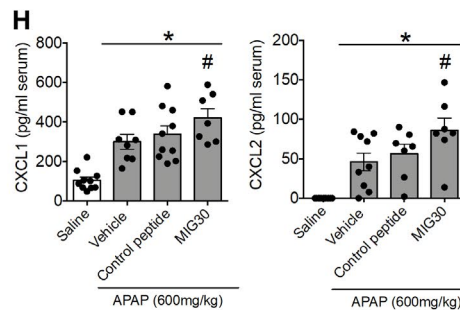 H
*
#
CXCL1 (pg/ml serum)
800
600
400
200
0
Saline
Vehicle
Control peptide
MIG30
APAP (600mg/kg)
*
#
CXCL2 (pg/ml serum)
200
150
100
50
0
Saline
Vehicle
Control peptide
MIG30
APAP (600mg/kg)